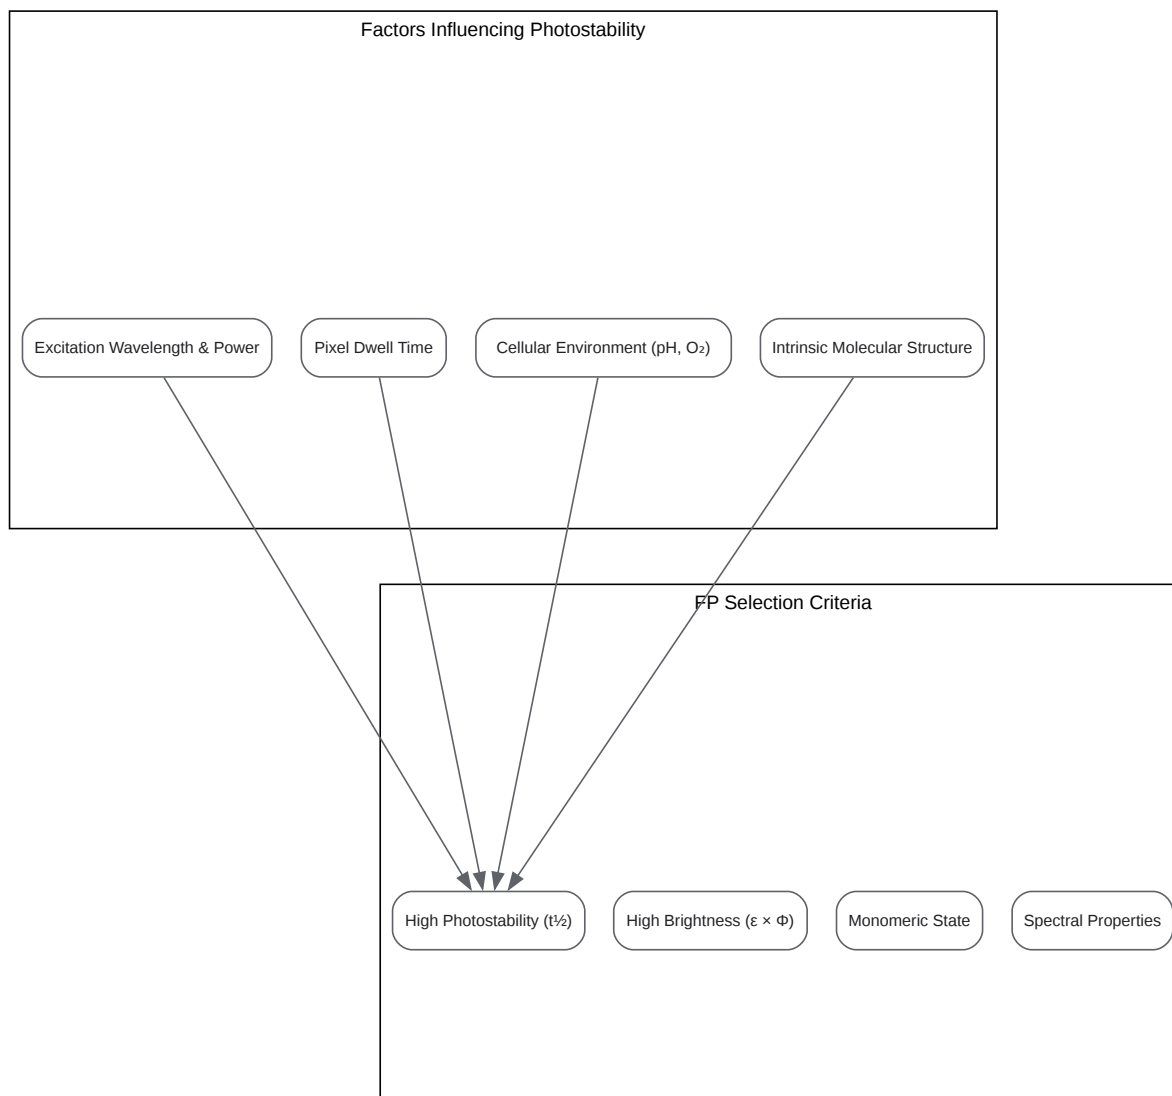 Factors Influencing Photostability
Excitation Wavelength & Power
Pixel Dwell Time
Cellular Environment (pH, O₂)
Intrinsic Molecular Structure
FP Selection Criteria
High Photostability (t½)
High Brightness (ε × Φ)
Monomeric State
Spectral Properties